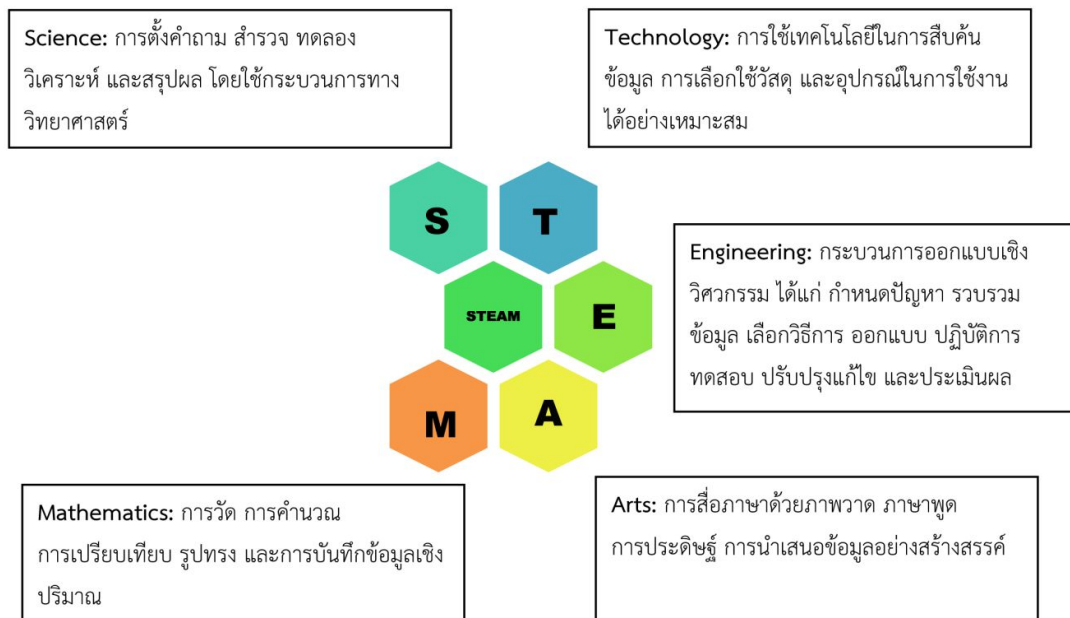 Science: การตั้งคำถาม สำรวจ ทดลอง
วิเคราะห์ และสรุปผล โดยใช้กระบวนการทาง
วิทยาศาสตร์
Technology: การใช้เทคโนโลยีในการสืบค้น
ข้อมูล การเลือกใช้วัสดุ และอุปกรณ์ในการใช้งาน
ได้อย่างเหมาะสม
S
T
Engineering: กระบวนการออกแบบเชิง
วิศวกรรม ได้แก่ กำหนดปัญหา รวบรวม
ข้อมูล เลือกวิธีการ ออกแบบ ปฏิบัติการ
ทดสอบ ปรับปรุงแก้ไข และประเมินผล
STEAM
E
M
A
Mathematics: การวัด การคำนวณ
การเปรียบเทียบ รูปทรง และการบันทึกข้อมูลเชิง
ปริมาณ
Arts: การสื่อภาษาด้วยภาพวาด ภาษาพูด
การประดิษฐ์ การนำเสนอข้อมูลอย่างสร้างสรรค์